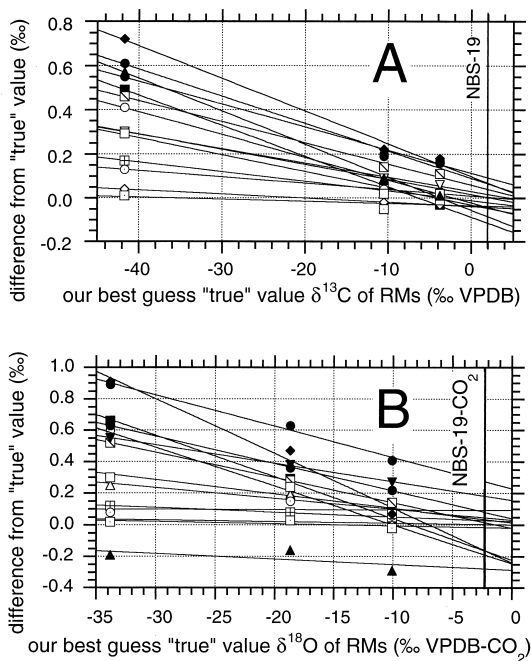 0.8
0.6
0.4
0.2
0.0
-0.2
difference from "true" value (‰)
A
NBS-19
-40 -30 -20 -10 0
our best guess "true" value δ¹³C of RMs (‰ VPDB)
1.0
0.8
0.6
0.4
0.2
0.0
-0.2
-0.4
difference from "true" value (‰)
B
NBS-19-CO₂
-35 -30 -25 -20 -15 -10 -5 0
our best guess "true" value δ¹⁸O of RMs (‰ VPDB-CO₂)